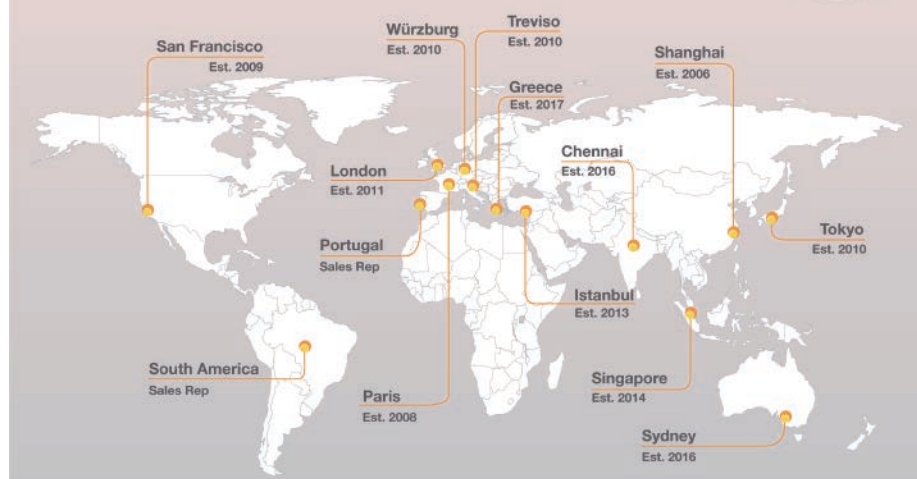 San Francisco
Est. 2009
Würzburg
Est. 2010
Treviso
Est. 2010
Shanghai
Est. 2006
Greece
Est. 2017
Chennai
Est. 2016
London
Est. 2011
Portugal
Sales Rep
Tokyo
Est. 2010
Istanbul
Est. 2013
South America
Sales Rep
Paris
Est. 2008
Singapore
Est. 2014
Sydney
Est. 2016